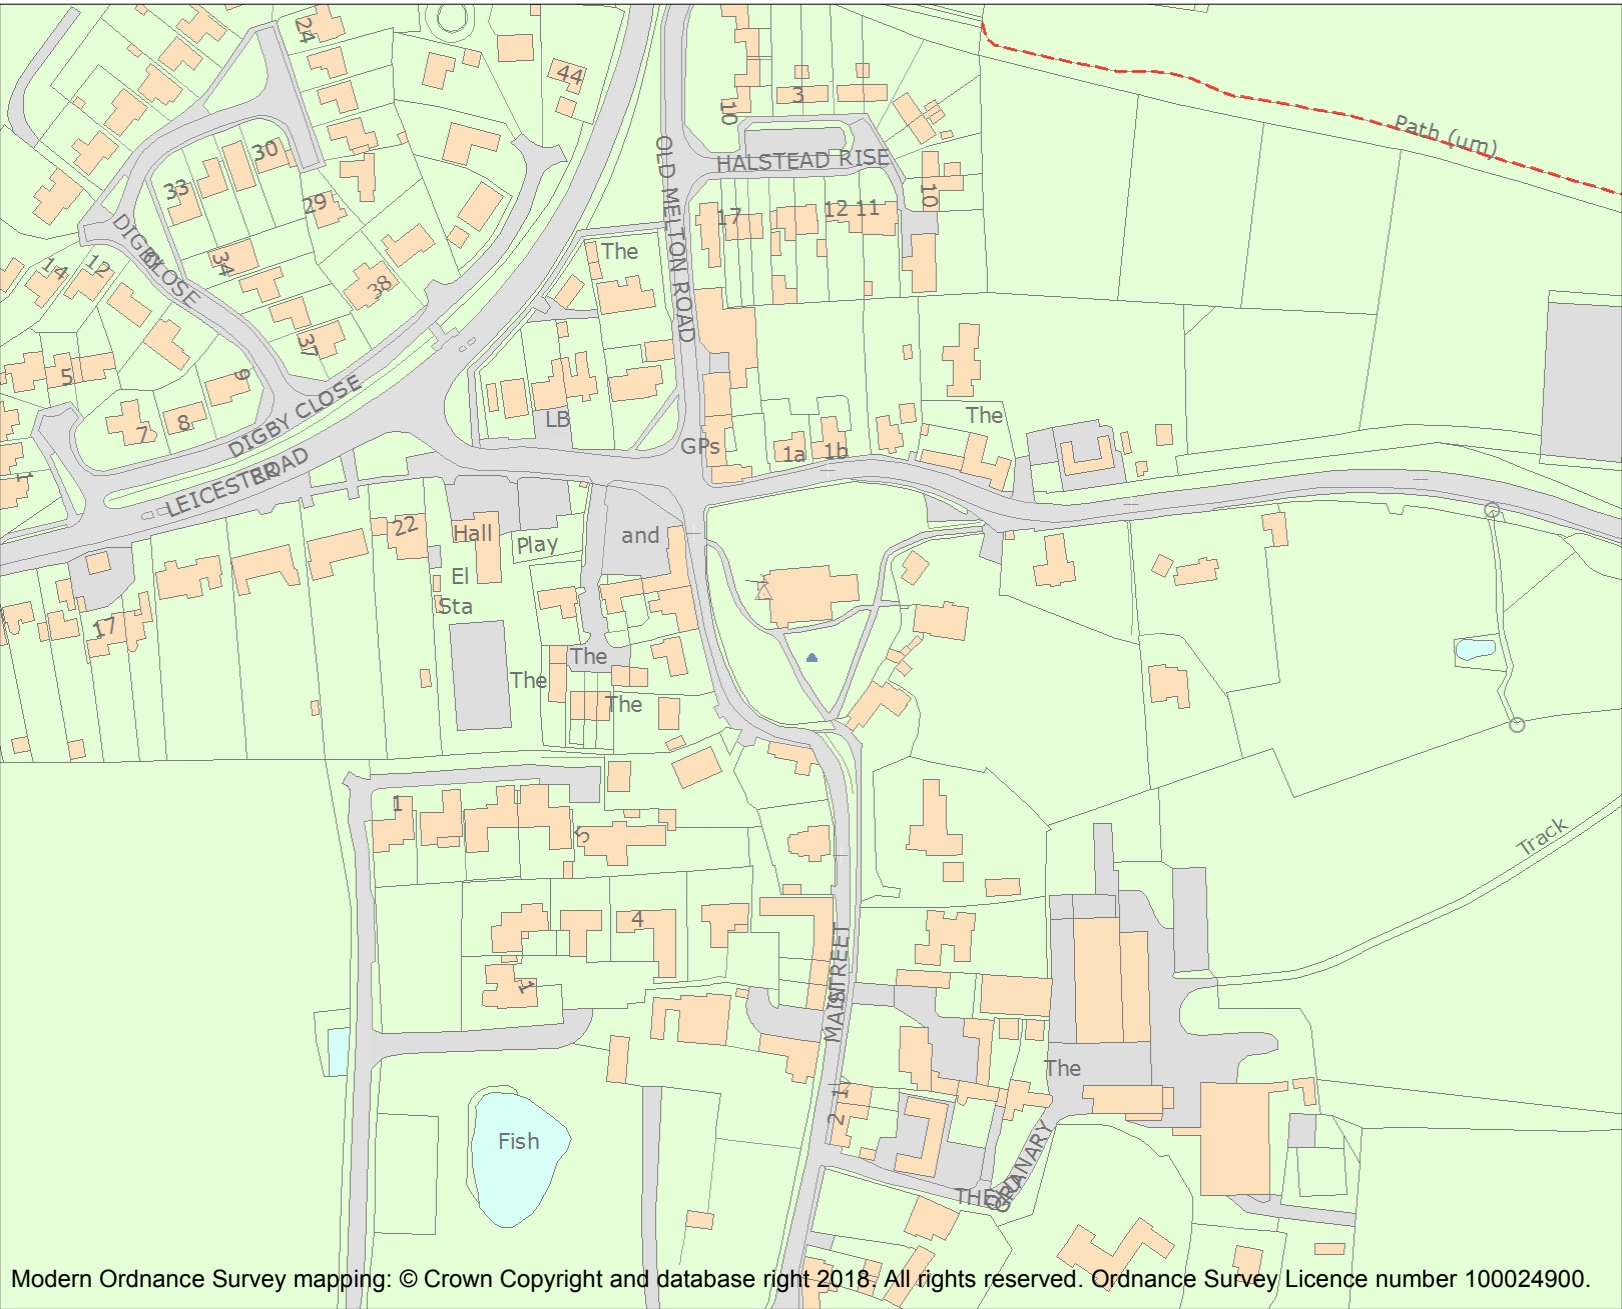 24
44
3
10
Path (um)
OLD MELTON ROAD
HALSTEAD RISE
30
33
29
10
17
12 11
DIGBY CLOSE
14
12
34
38
The
37
5
9
7
8
DIGBY CLOSE
LB
The
GPs
1a
1b
1
LEICESTER ROAD
22
Hall
Play
and
El
Sta
17
The
The
The
1
5
Track
4
1
MAIN STREET
The
1
2
Fish
THE OLD GRANARY
Modern Ordnance Survey mapping: © Crown Copyright and database right 2018. All rights reserved. Ordnance Survey Licence number 100024900.